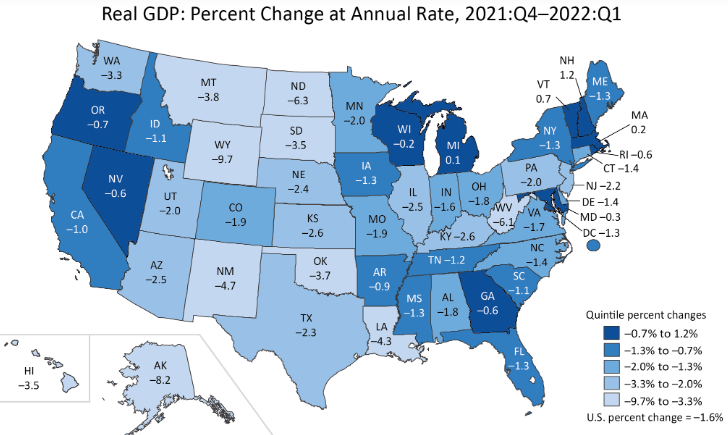 Real GDP: Percent Change at Annual Rate, 2021:Q4–2022:Q1
WA
–3.3
OR
–0.7
CA
–1.0
NV
–0.6
ID
–1.1
MT
–3.8
WY
–9.7
UT
–2.0
AZ
–2.5
CO
–1.9
NM
–4.7
ND
–6.3
SD
–3.5
NE
–2.4
KS
–2.6
OK
–3.7
TX
–2.3
MN
–2.0
IA
–1.3
MO
–1.9
AR
–0.9
LA
–4.3
WI
–0.2
IL
–2.5
MI
0.1
IN
–1.6
OH
–1.8
KY –2.6
TN –1.2
MS
–1.3
AL
–1.8
GA
–0.6
FL
–1.3
SC
–1.1
NC
–1.4
VA
–1.7
WV
–6.1
PA
–2.0
NY
–1.3
VT
0.7
NH
1.2
ME
–1.3
MA
0.2
RI –0.6
CT –1.4
NJ –2.2
DE –1.4
MD –0.3
DC –1.3
HI
–3.5
AK
–8.2
Quintile percent changes
–0.7% to 1.2%
–1.3% to –0.7%
–2.0% to –1.3%
–3.3% to –2.0%
–9.7% to –3.3%
U.S. percent change = –1.6%